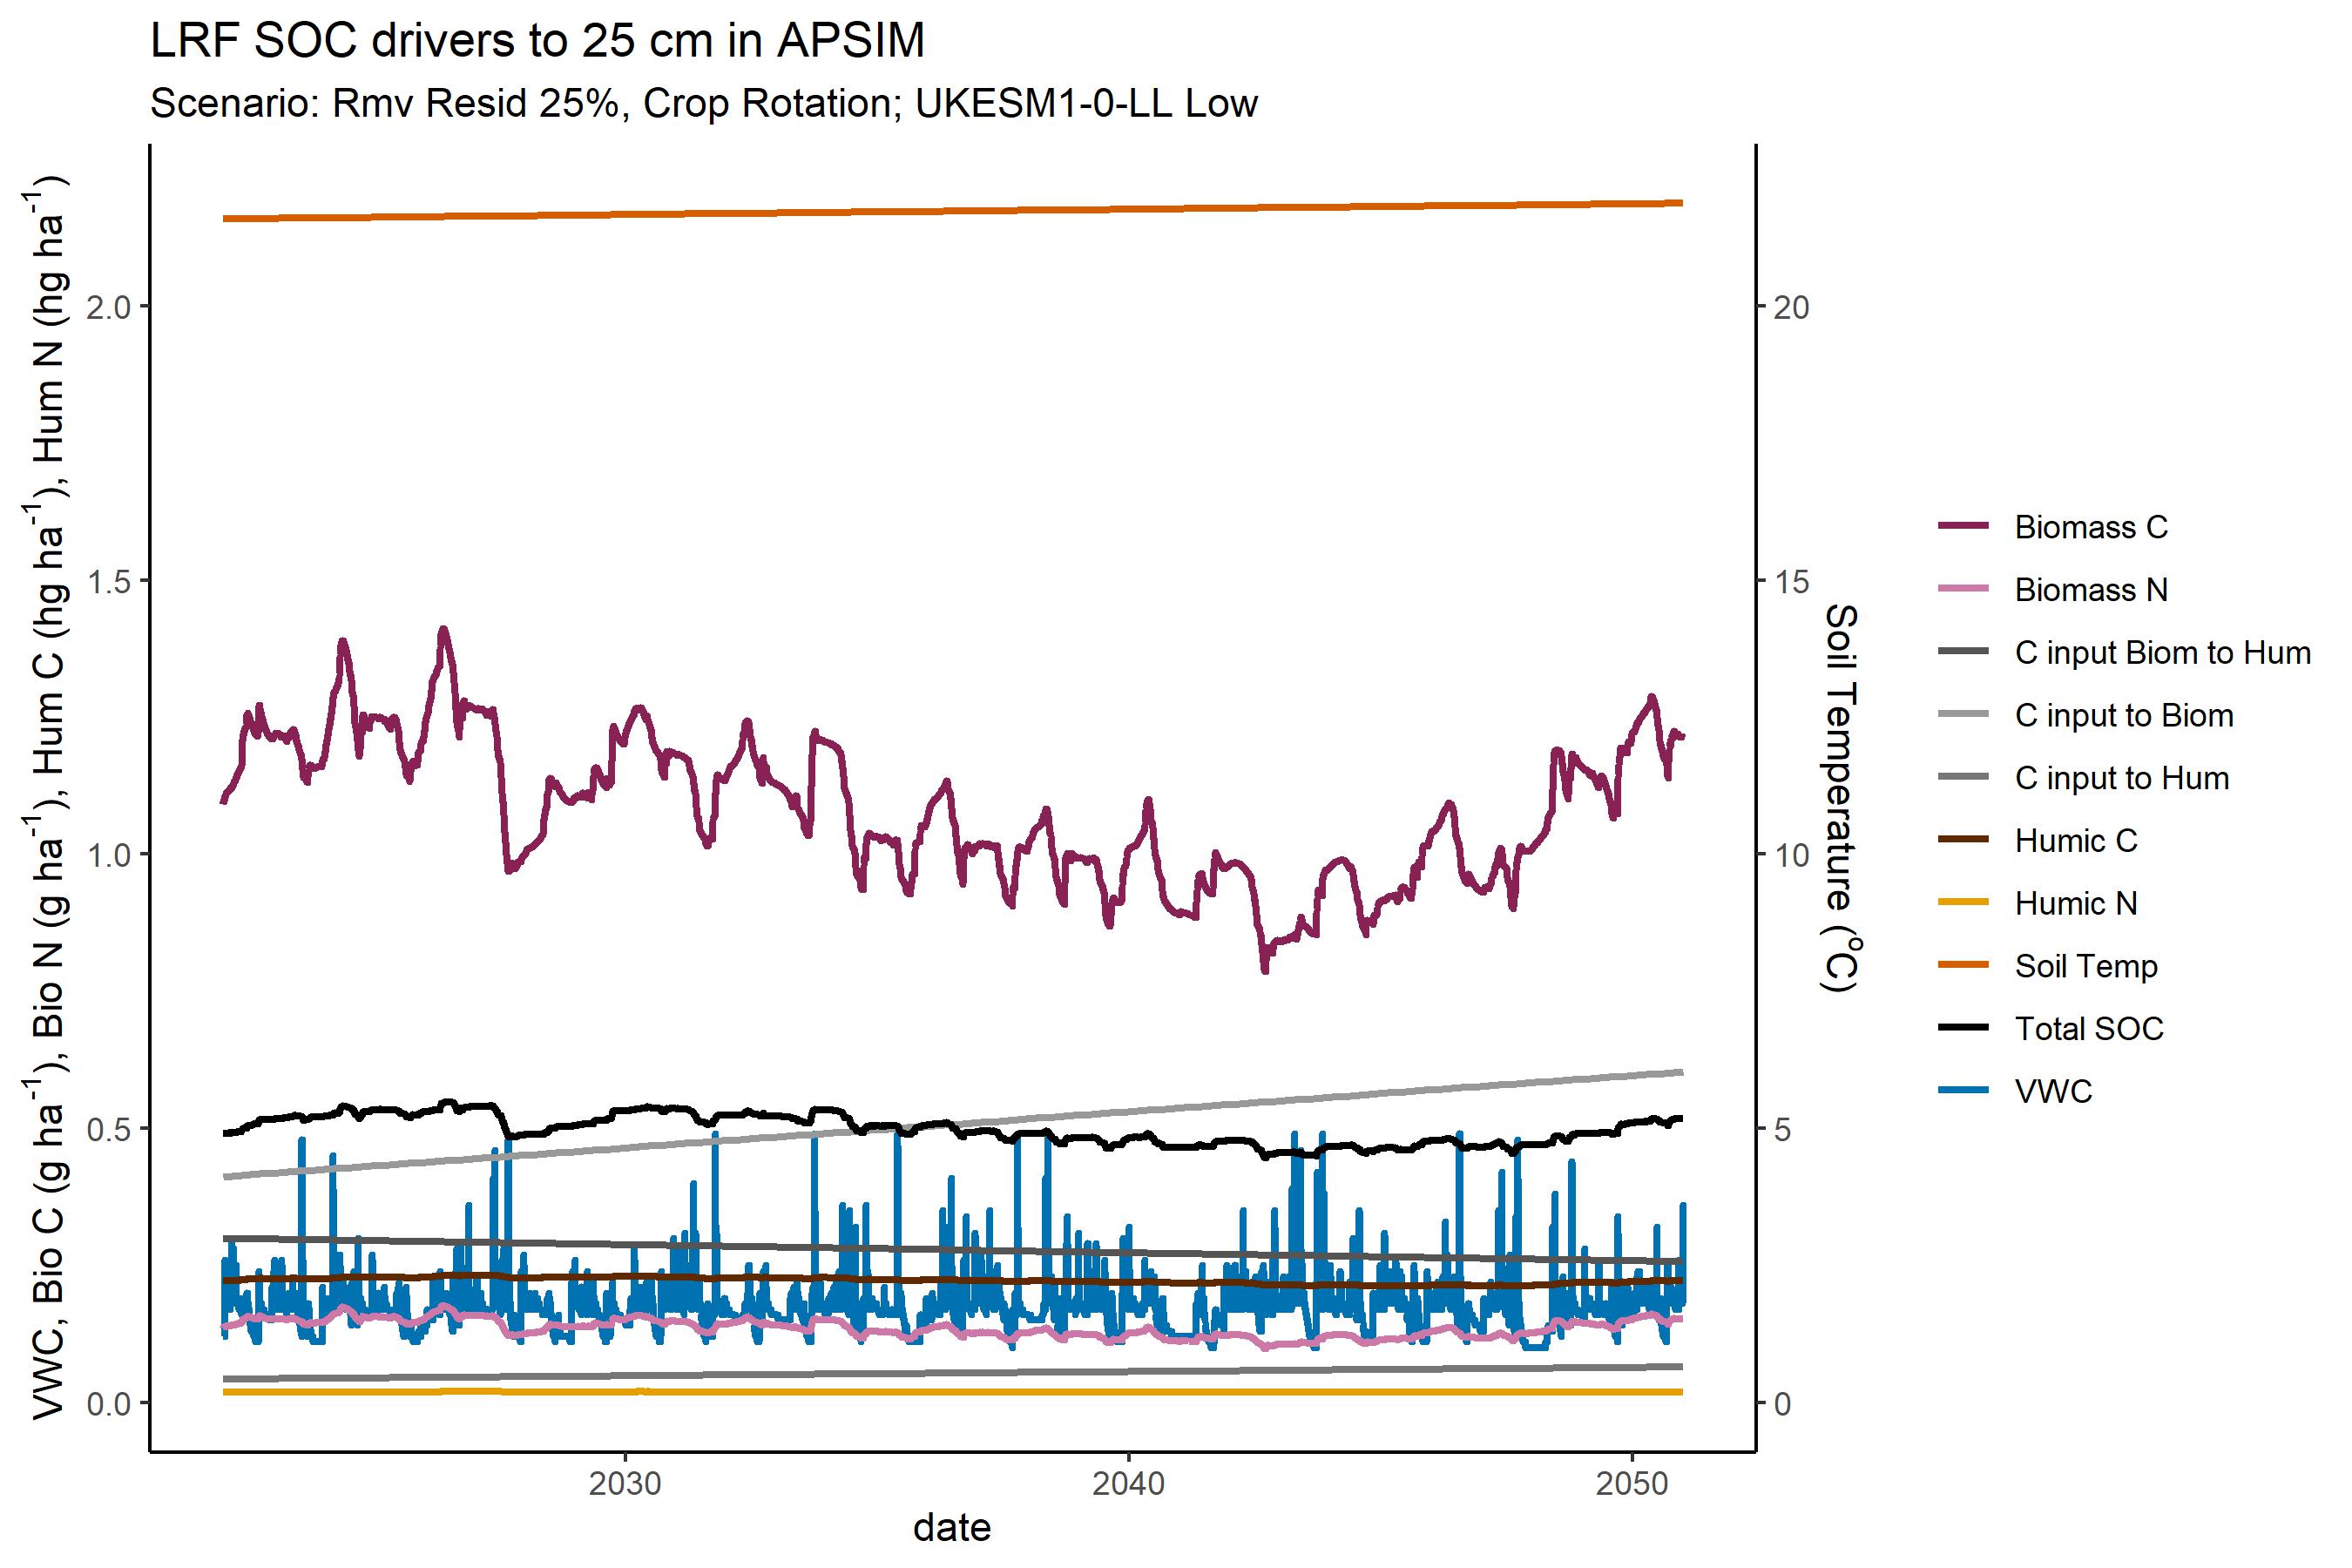 LRF SOC drivers to 25 cm in APSIM
Scenario: Rmv Resid 25%, Crop Rotation; UKESM1-0-LL Low
VWC, Bio C (g ha⁻¹), Bio N (g ha⁻¹), Hum C (hg ha⁻¹), Hum N (hg ha⁻¹)
2.0
1.5
1.0
0.5
0.0
20
15
10
5
0
Soil Temperature (°C)
2030
2040
2050
date
Biomass C
Biomass N
C input Biom to Hum
C input to Biom
C input to Hum
Humic C
Humic N
Soil Temp
Total SOC
VWC